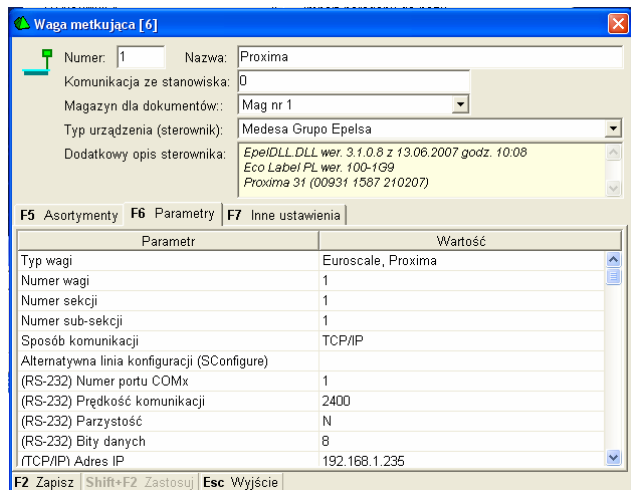 Waga metkująca [6]
Numer: 1 Nazwa: Proxima
Komunikacja ze stanowiska: 0
Magazyn dla dokumentów:: Mag nr 1
Typ urządzenia (sterownik): Medesa Grupo Epelsa
Dodatkowy opis sterownika: EpelDLL.DLL wer. 3.1.0.8 z 13.06.2007 godz. 10:08
Eco Label PL wer. 100-1G9
Proxima 31 (00931 1587 210207)
F5 Asortymenty F6 Parametry F7 Inne ustawienia
Parametr Wartość
Typ wagi Euroscale, Proxima
Numer wagi 1
Numer sekcji 1
Numer sub-sekcji 1
Sposób komunikacji TCP/IP
Alternatywna linia konfiguracji (SConfigure)
(RS-232) Numer portu COMx 1
(RS-232) Prędkość komunikacji 2400
(RS-232) Parzystość N
(RS-232) Bity danych 8
(TCP/IP) Adres IP 192.168.1.235
F2 Zapisz Shift+F2 Zastosuj Esc Wyjście